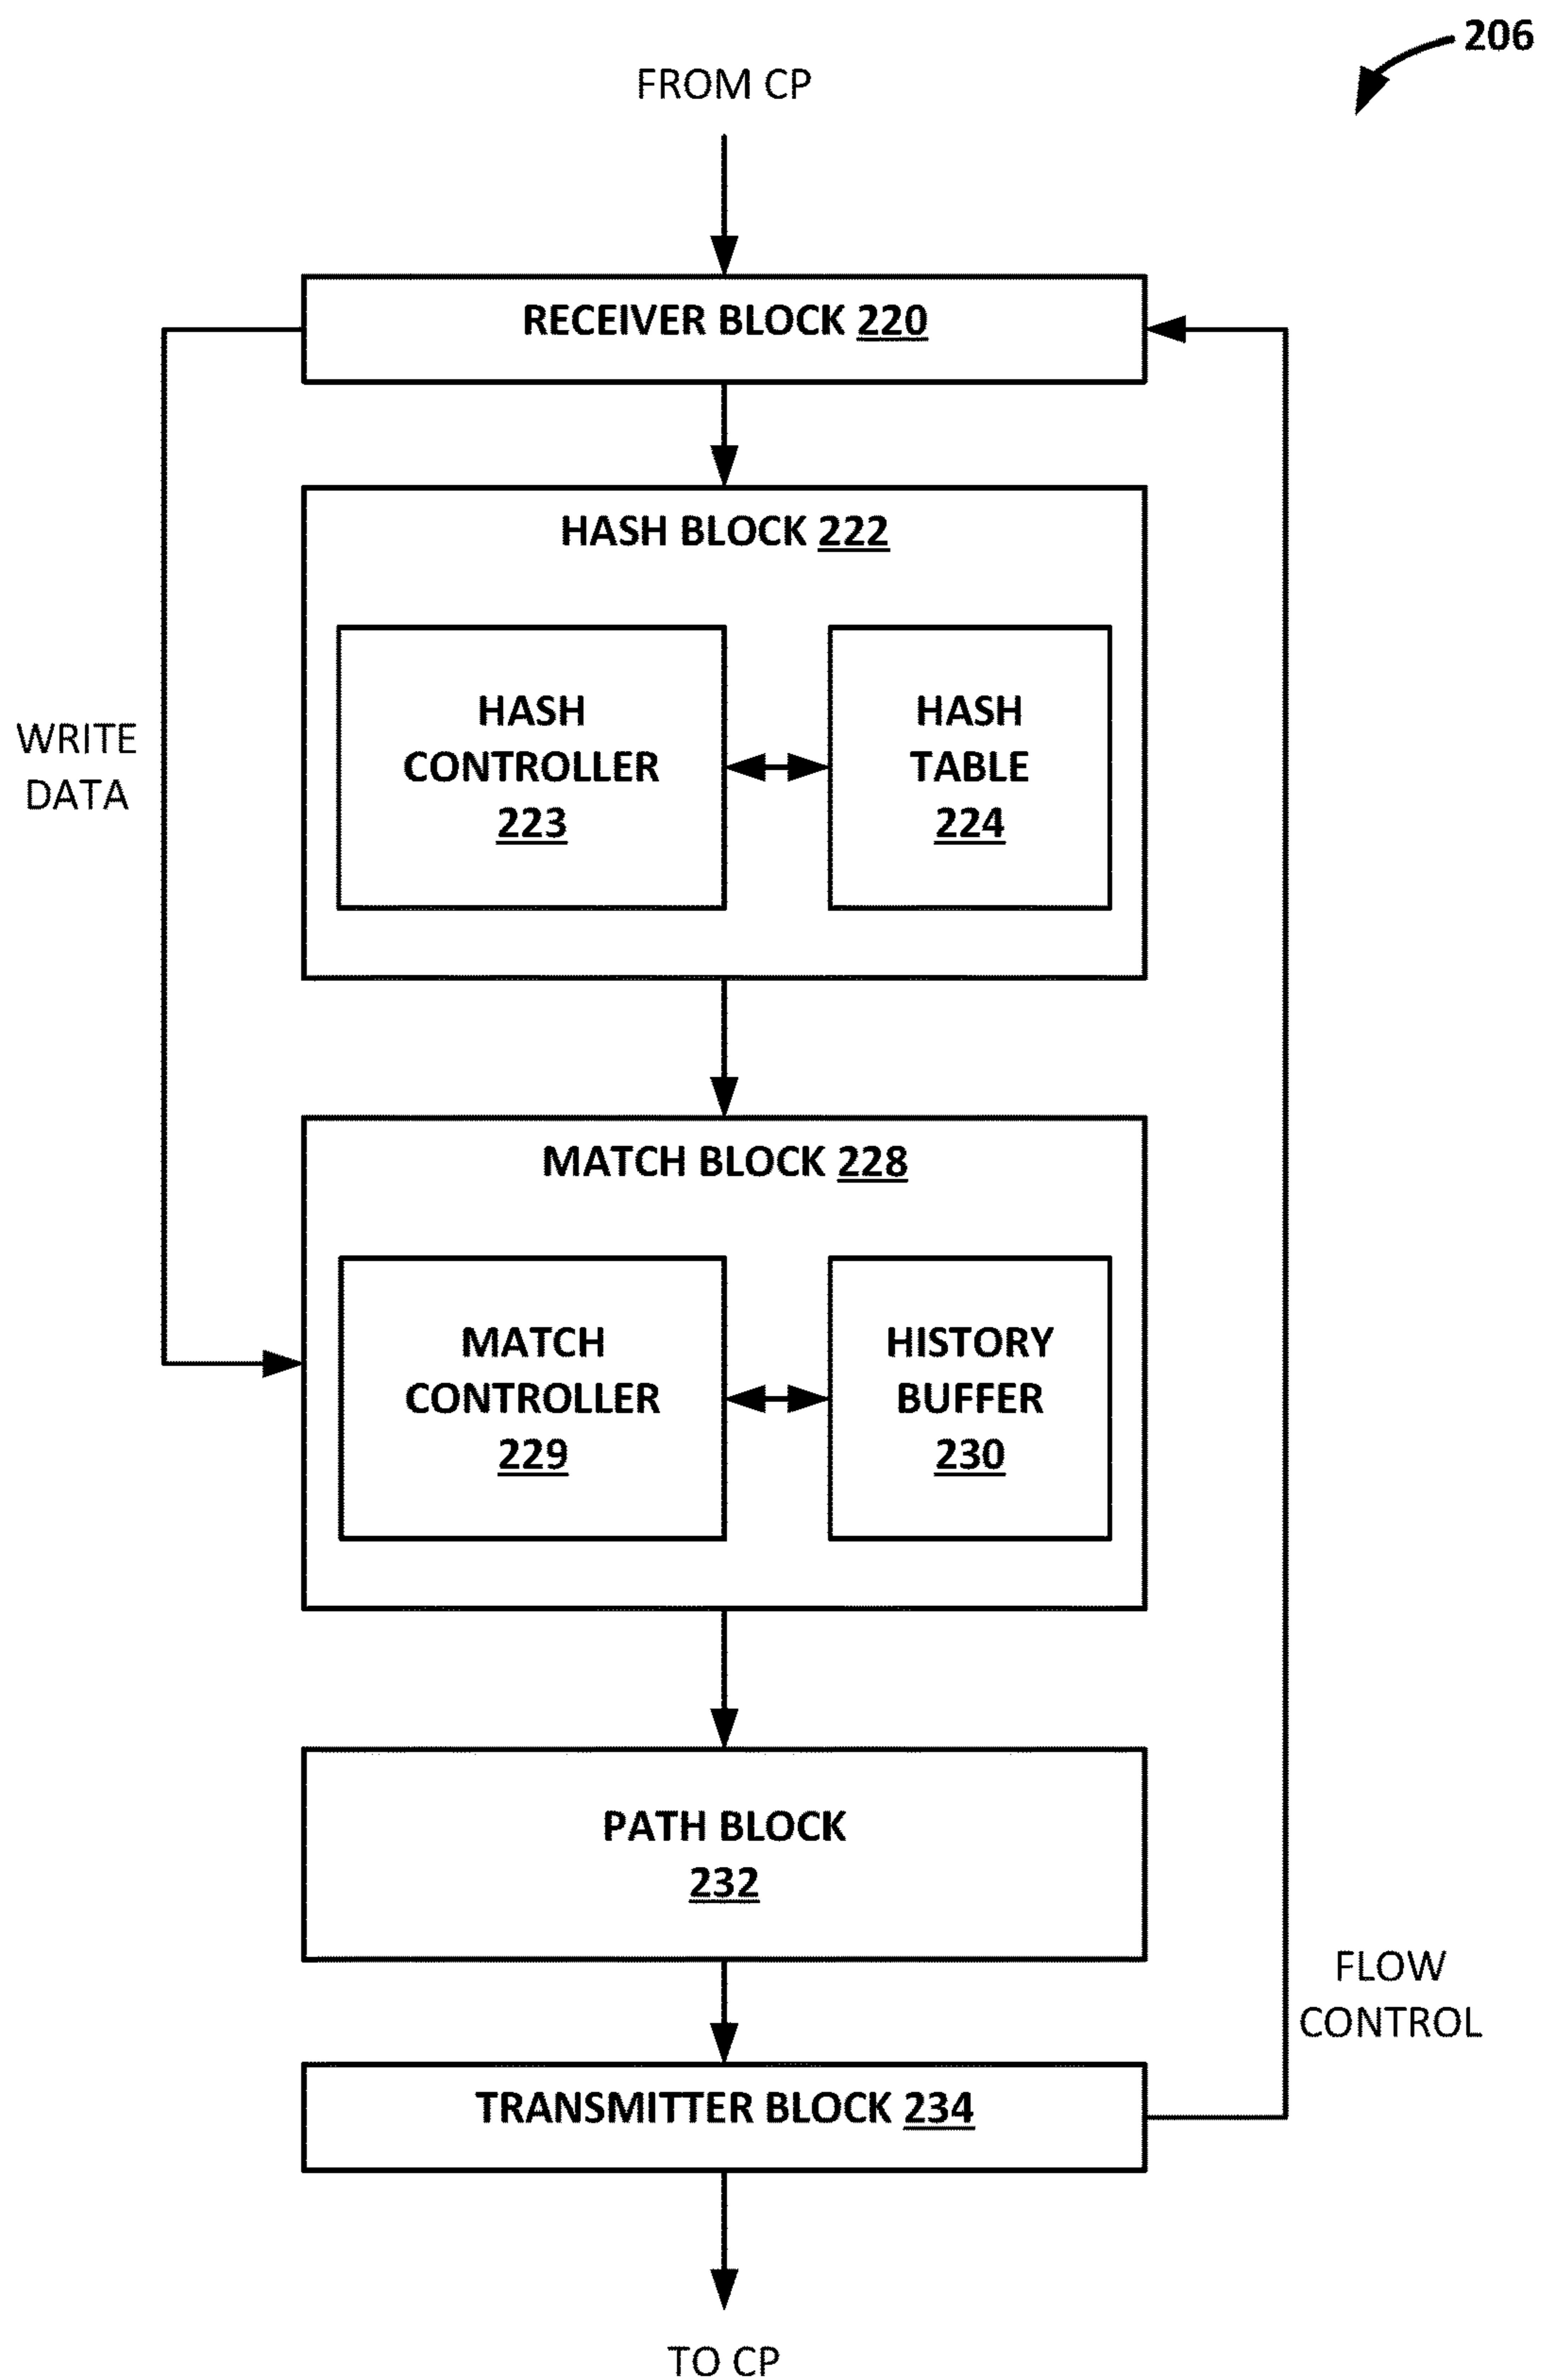 206
FROM CP
RECEIVER BLOCK 220
HASH BLOCK 222
HASH
CONTROLLER
223
HASH
TABLE
224
WRITE
DATA
MATCH BLOCK 228
MATCH
CONTROLLER
229
HISTORY
BUFFER
230
PATH BLOCK
232
FLOW
CONTROL
TRANSMITTER BLOCK 234
TO CP